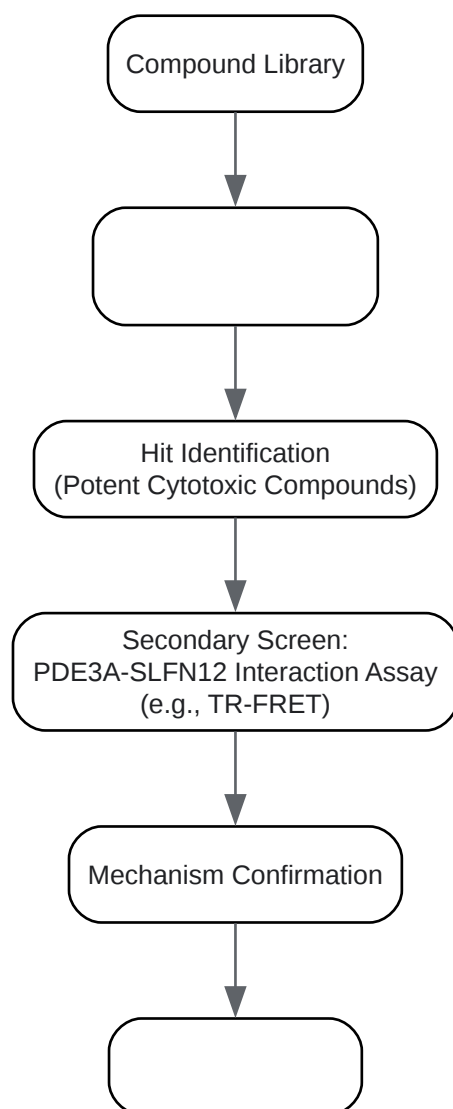 Compound Library
Hit Identification
(Potent Cytotoxic Compounds)
Secondary Screen:
PDE3A-SLFN12 Interaction Assay
(e.g., TR-FRET)
Mechanism Confirmation